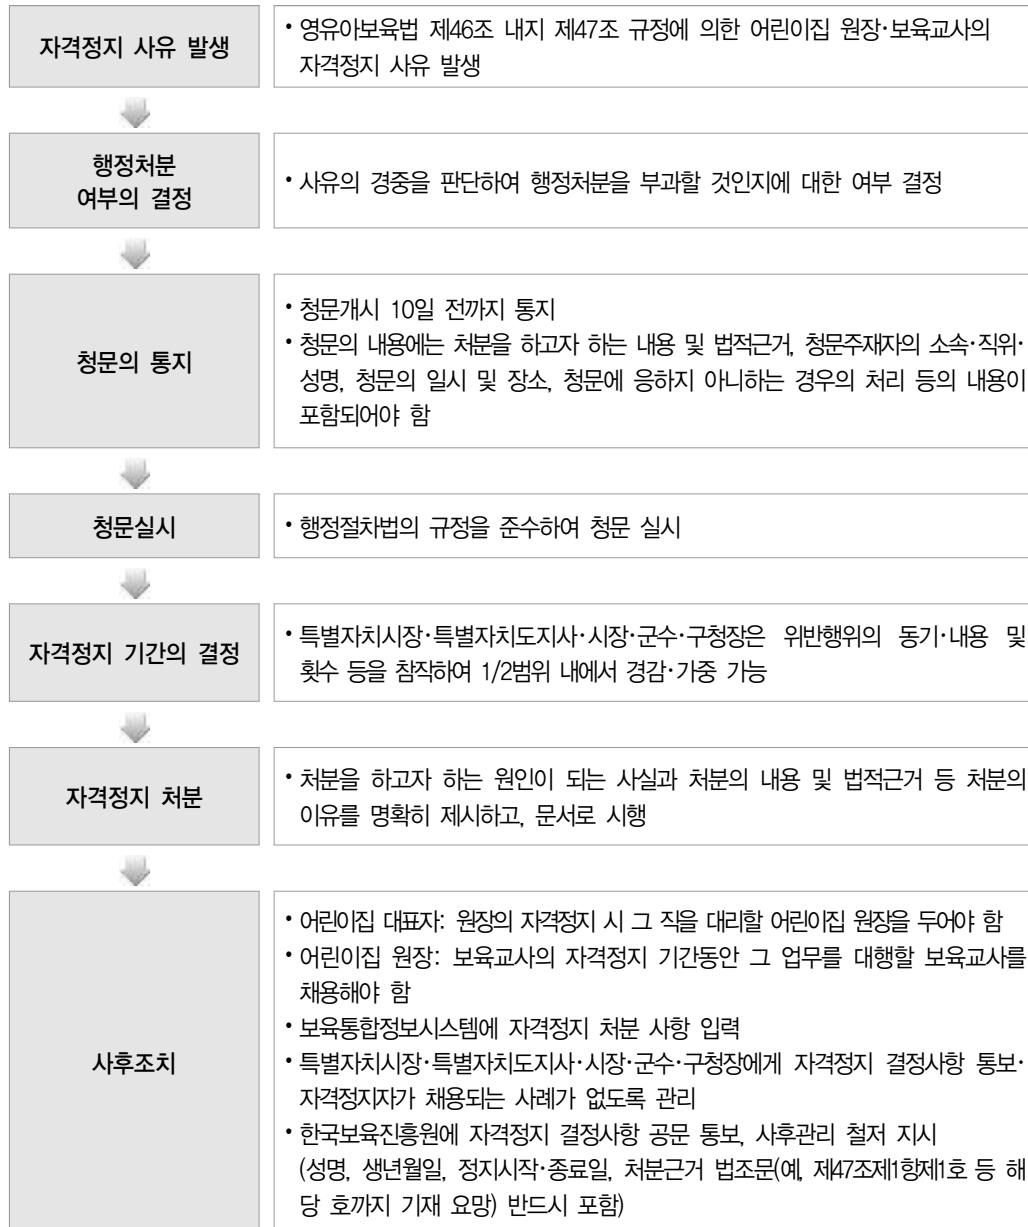 자격정지 사유 발생
• 영유아보육법 제46조 내지 제47조 규정에 의한 어린이집 원장·보육교사의
자격정지 사유 발생
행정처분
여부의 결정
• 사유의 경중을 판단하여 행정처분을 부과할 것인지에 대한 여부 결정
청문의 통지
• 청문개시 10일 전까지 통지
• 청문의 내용에는 처분을 하고자 하는 내용 및 법적근거, 청문주재자의 소속·직위·
성명, 청문의 일시 및 장소, 청문에 응하지 아니하는 경우의 처리 등의 내용이
포함되어야 함
청문실시
• 행정절차법의 규정을 준수하여 청문 실시
자격정지 기간의 결정
• 특별자치시장·특별자치도지사·시장·군수·구청장은 위반행위의 동기·내용 및
횟수 등을 참작하여 1/2범위 내에서 경감·가중 가능
자격정지 처분
• 처분을 하고자 하는 원인이 되는 사실과 처분의 내용 및 법적근거 등 처분의
이유를 명확히 제시하고, 문서로 시행
사후조치
• 어린이집 대표자: 원장의 자격정지 시 그 직을 대리할 어린이집 원장을 두어야 함
• 어린이집 원장: 보육교사의 자격정지 기간동안 그 업무를 대행할 보육교사를
채용해야 함
• 보육통합정보시스템에 자격정지 처분 사항 입력
• 특별자치시장·특별자치도지사·시장·군수·구청장에게 자격정지 결정사항 통보·
자격정지자가 채용되는 사례가 없도록 관리
• 한국보육진흥원에 자격정지 결정사항 공문 통보, 사후관리 철저 지시
(성명, 생년월일, 정지시작·종료일, 처분근거 법조문(예, 제47조제1항제1호 등 해
당 호까지 기재 요망) 반드시 포함)